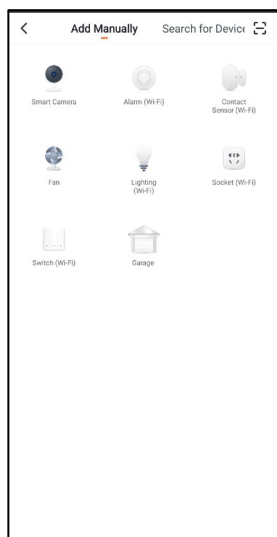 Add Manually
Search for Device
Smart Camera
Alarm (Wi-Fi)
Contact
Sensor (Wi-Fi)
Fan
Lighting
(Wi-Fi)
Socket (Wi-Fi)
Switch (Wi-Fi)
Garage